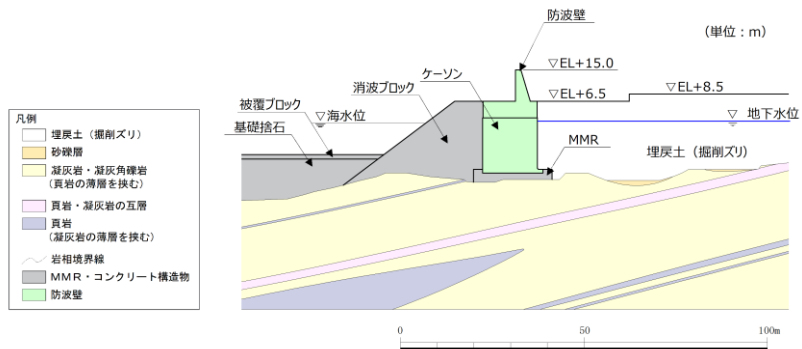 防波壁
(単位：m)
▽EL+15.0
ケーソン
消波ブロック
▽EL+8.5
▽EL+6.5
被覆ブロック
▽海水位
▽ 地下水位
基礎捨石
MMR
埋戻土（掘削ズリ）
凡例
埋戻土（掘削ズリ）
砂礫層
凝灰岩・凝灰角礫岩
(頁岩の薄層を挟む)
頁岩・凝灰岩の互層
頁岩
(凝灰岩の薄層を挟む)
岩相境界線
ＭＭＲ・コンクリート構造物
防波壁
0
50
100m